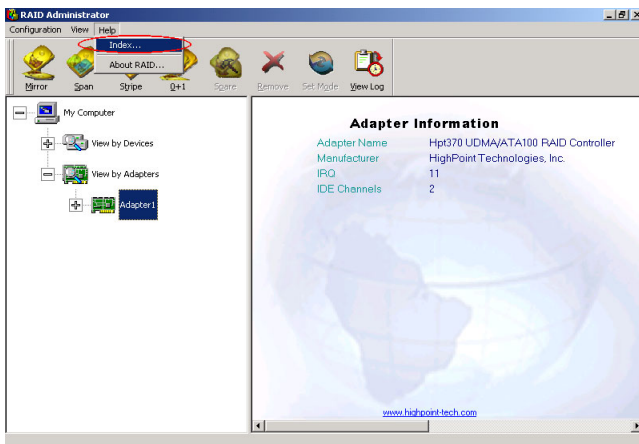 RAID Administrator
Configuration View Help
Index...
About RAID...
Mirror Span Stripe 0+1 Spare Remove Set Mode View Log
My Computer
View by Devices
View by Adapters
Adapter1
Adapter Information
Adapter Name Hpt370 UDMA/ATA100 RAID Controller
Manufacturer HighPoint Technologies, Inc.
IRQ 11
IDE Channels 2
www.highpoint-tech.com